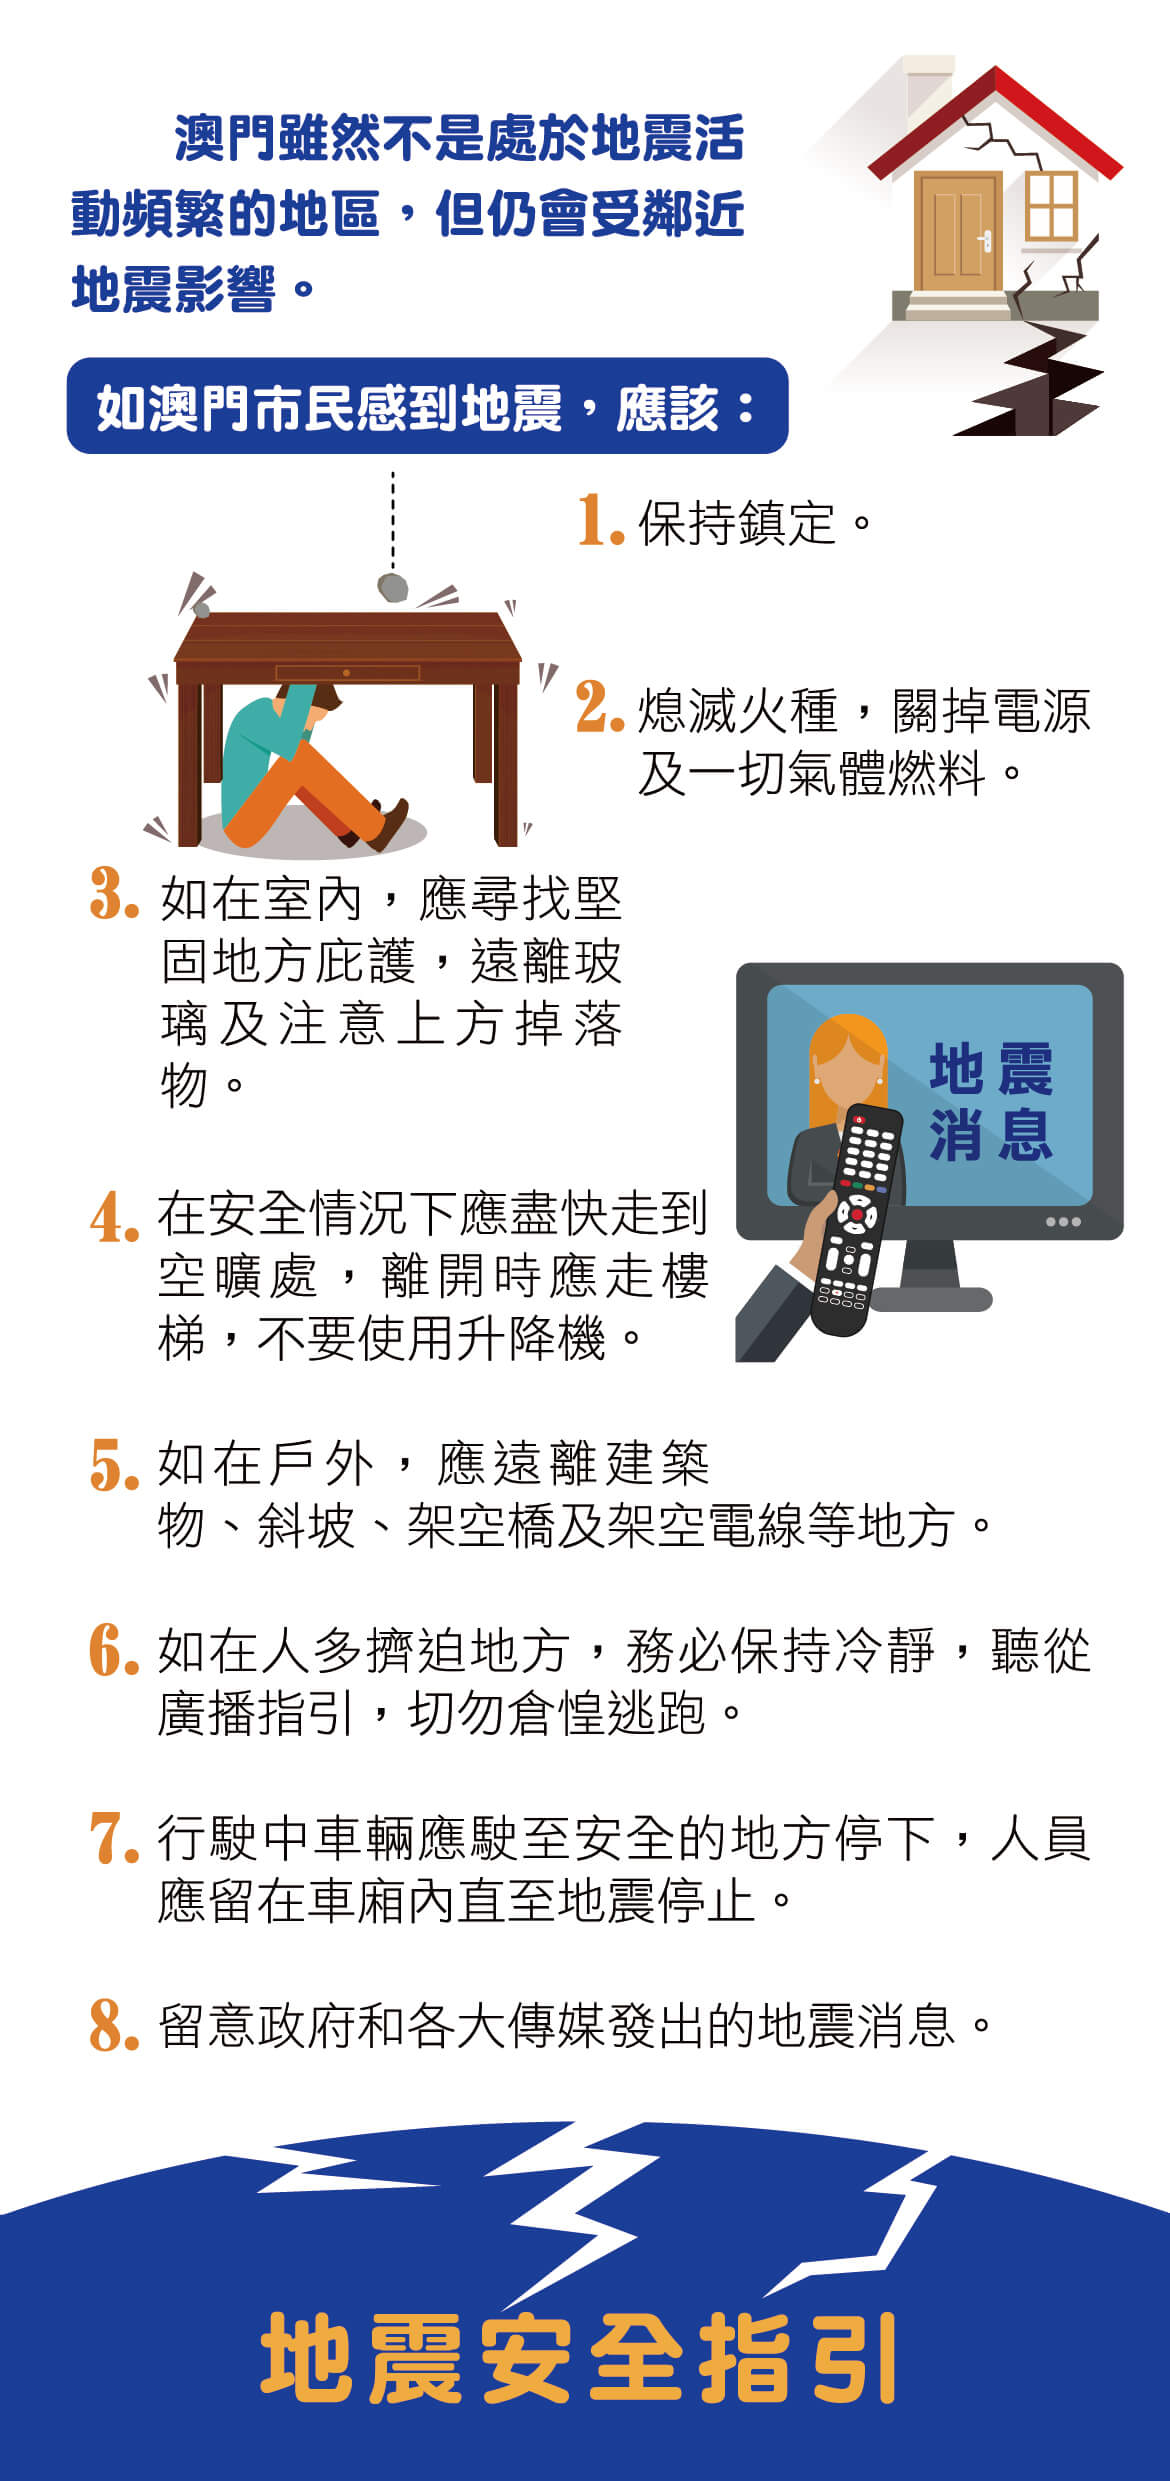 澳門雖然不是處於地震活
動頻繁的地區，但仍會受鄰近
地震影響。
如澳門市民感到地震，應該：
1. 保持鎮定。
2. 熄滅火種，關掉電源
及一切氣體燃料。
3. 如在室內，應尋找堅
固地方庇護，遠離玻
璃及注意上方掉落
物。
地震
消息
4. 在安全情況下應盡快走到
空曠處，離開時應走樓
梯，不要使用升降機。
5. 如在戶外，應遠離建築
物、斜坡、架空橋及架空電線等地方。
6. 如在人多擠迫地方，務必保持冷靜，聽從
廣播指引，切勿倉惶逃跑。
7. 行駛中車輛應駛至安全的地方停下，人員
應留在車廂內直至地震停止。
8. 留意政府和各大傳媒發出的地震消息。
地震安全指引